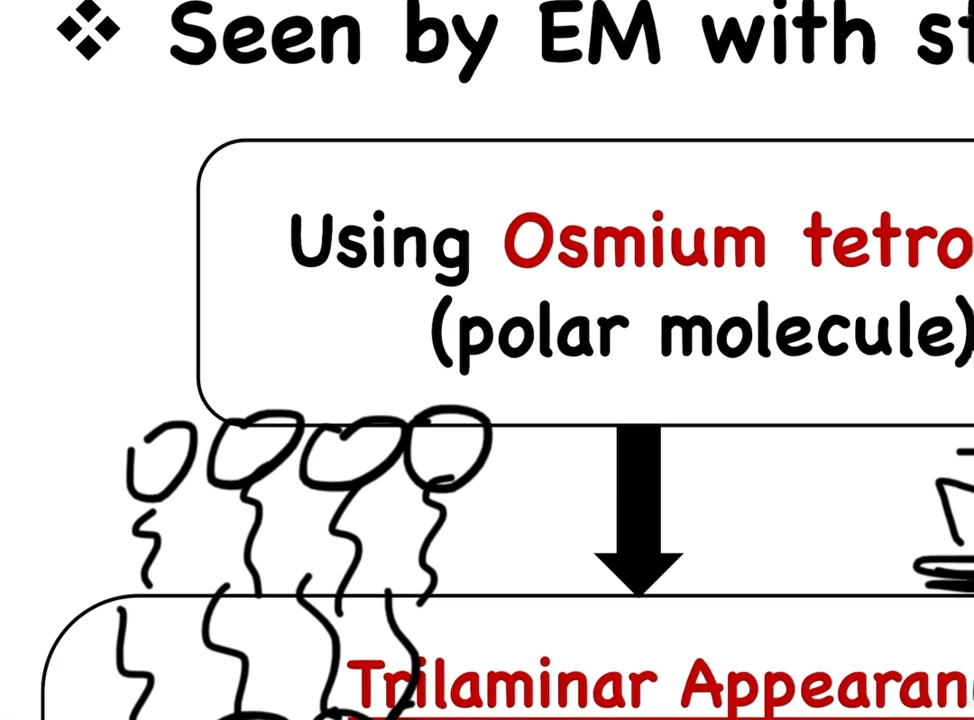 Seen by EM with st
Using Osmium tetro
(polar molecule)
Trilaminar Appearan